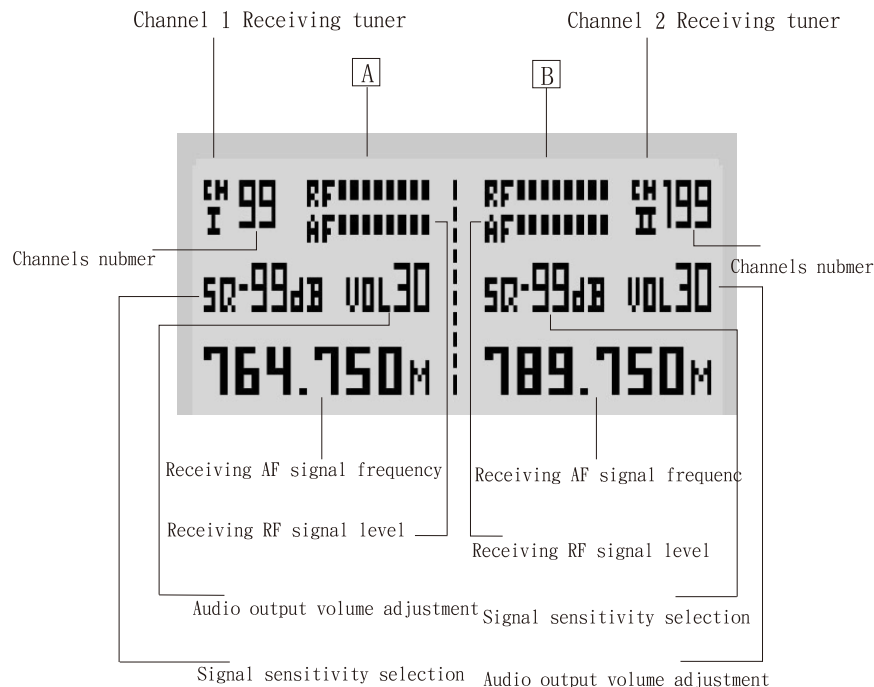 Channel 1 Receiving tuner
Channel 2 Receiving tuner
A
B
CH I 99 RF
AF
RF CH II 199
AF
Channels nubmer
Channels nubmer
SQ-99dB VOL30
SQ-99dB VOL30
764.750M
789.750M
Receiving AF signal frequency
Receiving AF signal frequenc
Receiving RF signal level
Receiving RF signal level
Audio output volume adjustment
Signal sensitivity selection
Signal sensitivity selection
Audio output volume adjustment